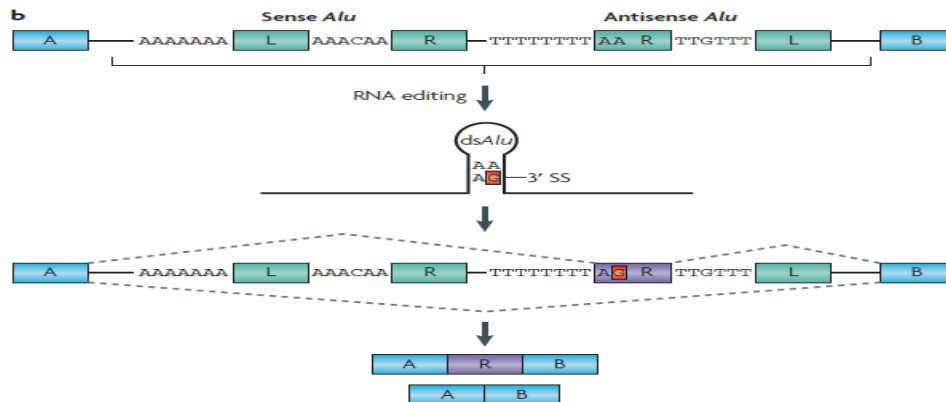 b
Sense Alu Antisense Alu
A AAAAAAA L AAACAA R TTTTTTTT AA R TTGTTT L B
RNA editing
dsAlu
AA
AG 3' SS
A AAAAAAA L AAACAA R TTTTTTTT AG R TTGTTT L B
A R B
A B